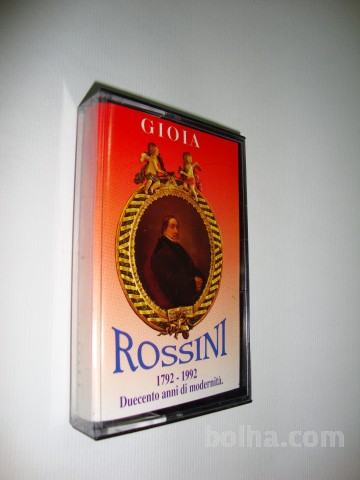 GIOIA
ROSSINI
1792 - 1992
Duecento anni di modernità.
bolha.com